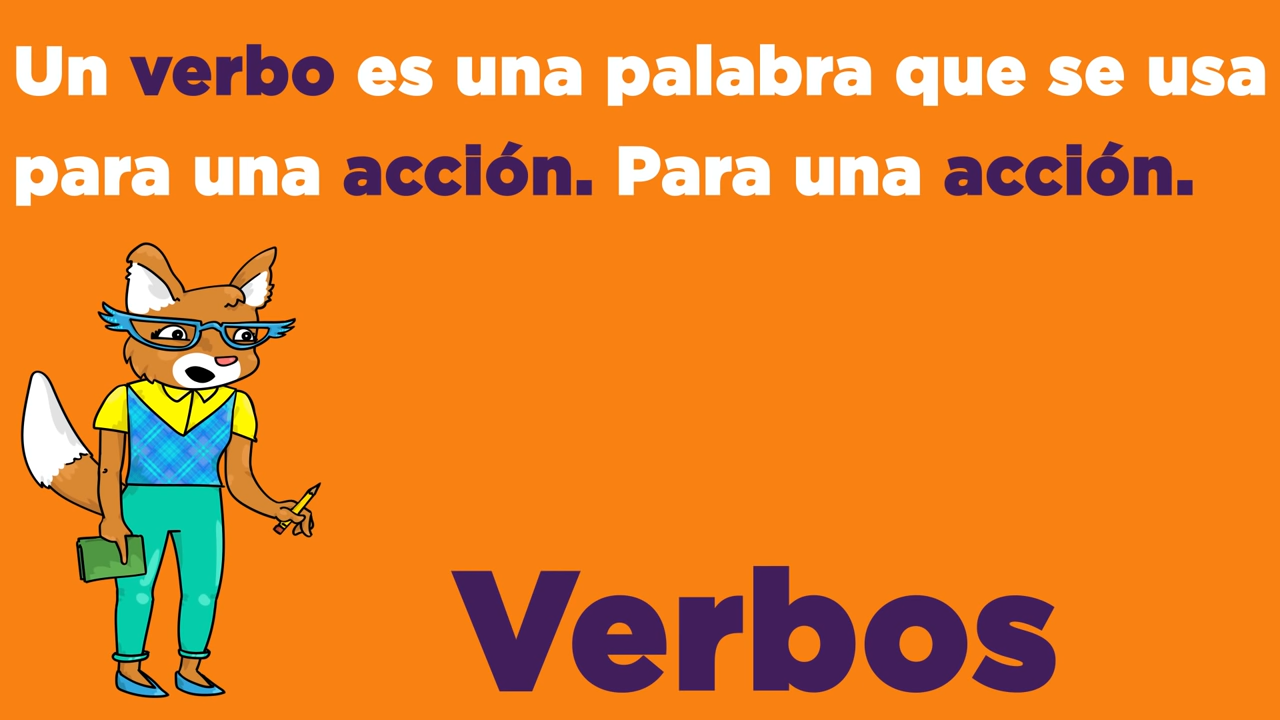 Un verbo es una palabra que se usa
para una acción. Para una acción.
Verbos